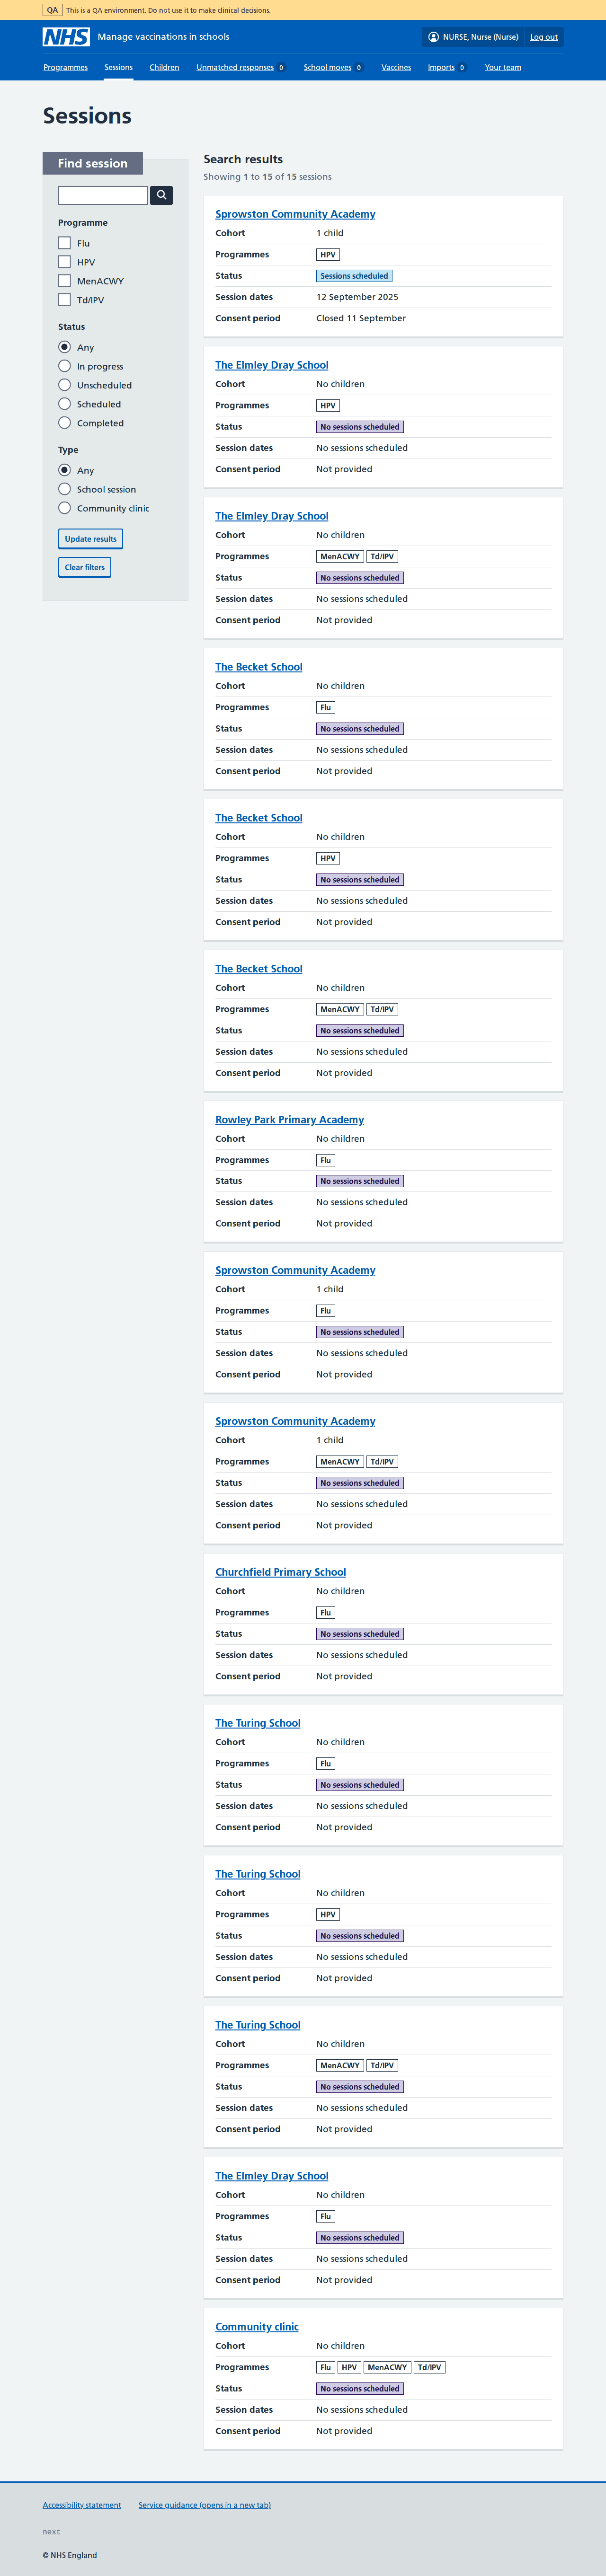 QA This is a QA environment. Do not use it to make clinical decisions.
NHS Manage vaccinations in schools NURSE, Nurse (Nurse) Log out
Programmes Sessions Children Unmatched responses 0 School moves 0 Vaccines Imports 0 Your team
Sessions
Find session
Programme
Flu
HPV
MenACWY
Td/IPV
Status
Any
In progress
Unscheduled
Scheduled
Completed
Type
Any
School session
Community clinic
Update results
Clear filters
Search results
Showing 1 to 15 of 15 sessions
Sprowston Community Academy
Cohort 1 child
Programmes HPV
Status Sessions scheduled
Session dates 12 September 2025
Consent period Closed 11 September
The Elmley Dray School
Cohort No children
Programmes HPV
Status No sessions scheduled
Session dates No sessions scheduled
Consent period Not provided
The Elmley Dray School
Cohort No children
Programmes MenACWY Td/IPV
Status No sessions scheduled
Session dates No sessions scheduled
Consent period Not provided
The Becket School
Cohort No children
Programmes Flu
Status No sessions scheduled
Session dates No sessions scheduled
Consent period Not provided
The Becket School
Cohort No children
Programmes HPV
Status No sessions scheduled
Session dates No sessions scheduled
Consent period Not provided
The Becket School
Cohort No children
Programmes MenACWY Td/IPV
Status No sessions scheduled
Session dates No sessions scheduled
Consent period Not provided
Rowley Park Primary Academy
Cohort No children
Programmes Flu
Status No sessions scheduled
Session dates No sessions scheduled
Consent period Not provided
Sprowston Community Academy
Cohort 1 child
Programmes Flu
Status No sessions scheduled
Session dates No sessions scheduled
Consent period Not provided
Sprowston Community Academy
Cohort 1 child
Programmes MenACWY Td/IPV
Status No sessions scheduled
Session dates No sessions scheduled
Consent period Not provided
Churchfield Primary School
Cohort No children
Programmes Flu
Status No sessions scheduled
Session dates No sessions scheduled
Consent period Not provided
The Turing School
Cohort No children
Programmes Flu
Status No sessions scheduled
Session dates No sessions scheduled
Consent period Not provided
The Turing School
Cohort No children
Programmes HPV
Status No sessions scheduled
Session dates No sessions scheduled
Consent period Not provided
The Turing School
Cohort No children
Programmes MenACWY Td/IPV
Status No sessions scheduled
Session dates No sessions scheduled
Consent period Not provided
The Elmley Dray School
Cohort No children
Programmes Flu
Status No sessions scheduled
Session dates No sessions scheduled
Consent period Not provided
Community clinic
Cohort No children
Programmes Flu HPV MenACWY Td/IPV
Status No sessions scheduled
Session dates No sessions scheduled
Consent period Not provided
Accessibility statement Service guidance (opens in a new tab)
next
© NHS England